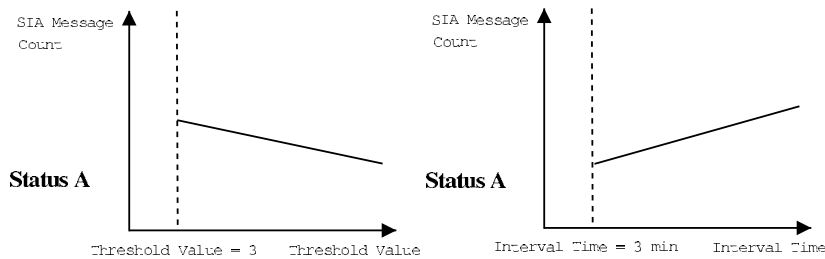 SIA Message
Count
Status A
Threshold Value = 3
Threshold Value
SIA Message
Count
Status A
Interval Time = 3 min
Interval Time